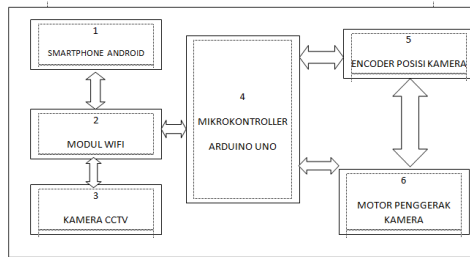 1
SMARTPHONE ANDROID
2
MODUL WIFI
3
KAMERA CCTV
4
MIKROKONTROLLER
ARDUINO UNO
5
ENCODER POSISI KAMERA
6
MOTOR PENGGERAK
KAMERA